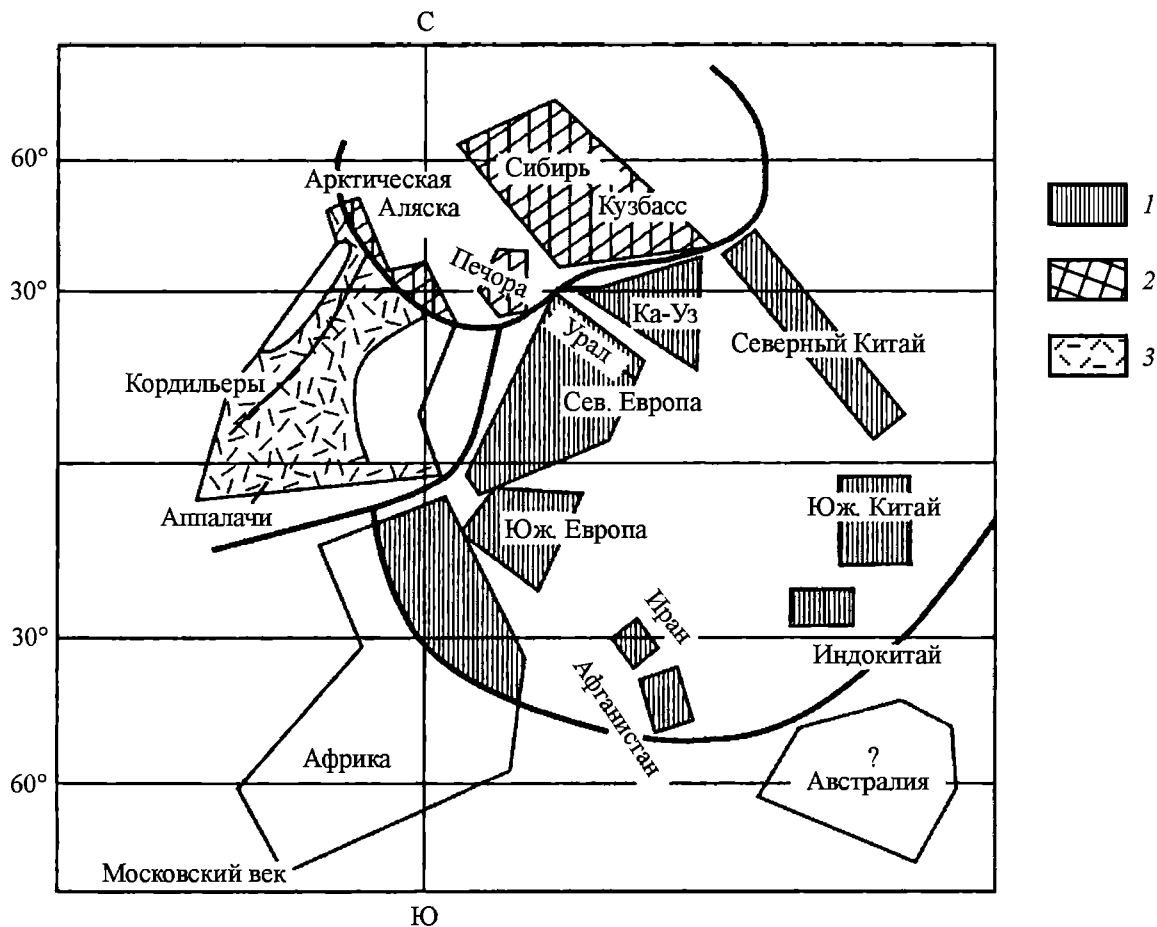 С
60°
Арктическая
Аляска
Сибирь
Кузбасс
1
2
3
30°
Печора
Ка-Уз
Урал
Северный Китай
Кордильеры
Сев. Европа
Аппалачи
Юж. Европа
Юж. Китай
30°
Иран
Индокитай
Афганистан
Африка
?
Австралия
60°
Московский век
Ю